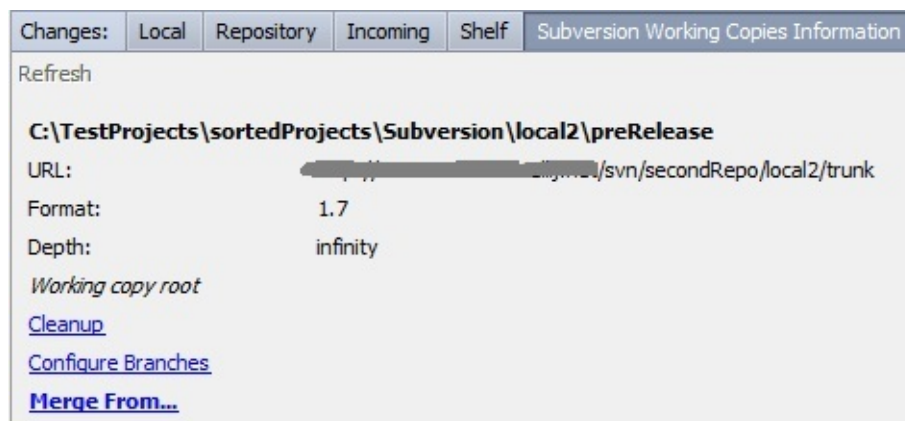 Changes: Local Repository Incoming Shelf Subversion Working Copies Information
Refresh
C:\TestProjects\sortedProjects\Subversion\local2\preRelease
URL: /svn/secondRepo/local2/trunk
Format: 1.7
Depth: infinity
Working copy root
Cleanup
Configure Branches
Merge From...